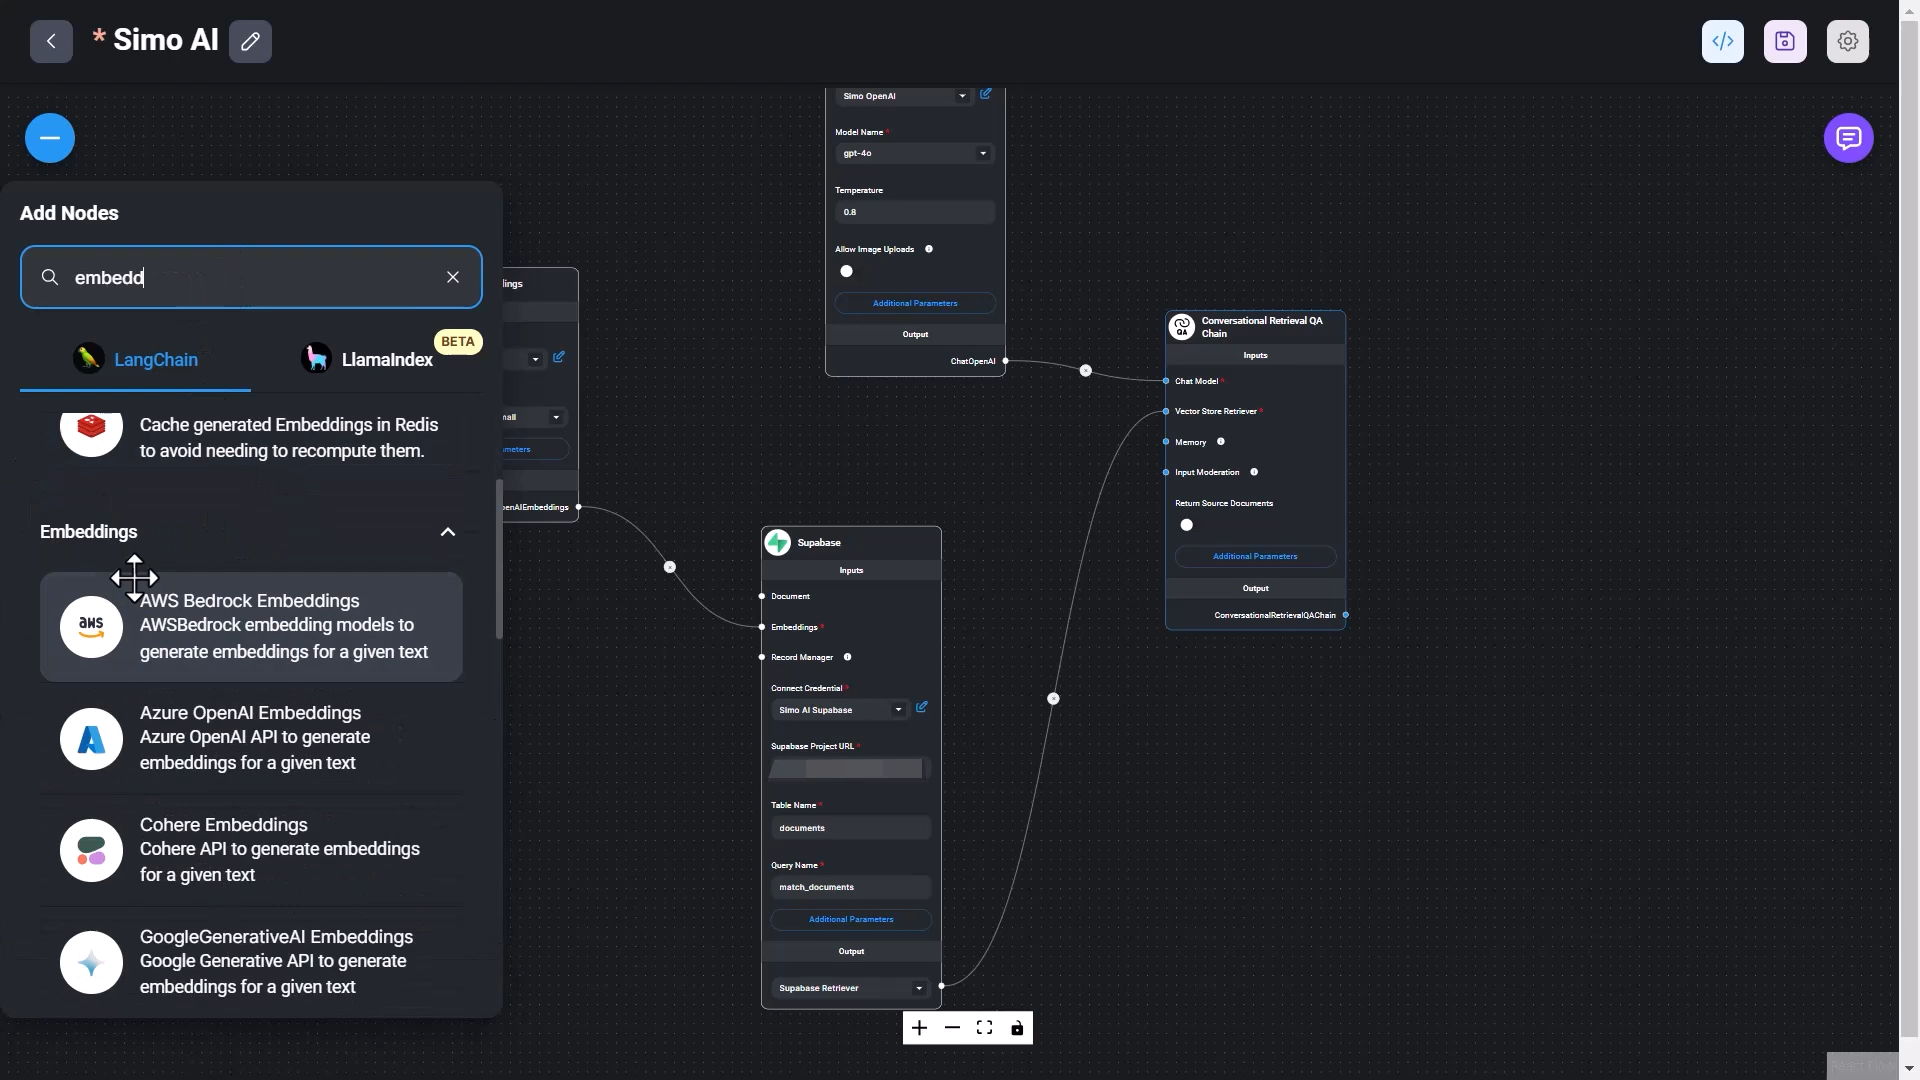 * Simo AI
Add Nodes
embedd
LangChain
LlamaIndex
BETA
Cache generated Embeddings in Redis
to avoid needing to recompute them.
Embeddings
AWS Bedrock Embeddings
AWSBedrock embedding models to
generate embeddings for a given text
Azure OpenAI Embeddings
Azure OpenAI API to generate
embeddings for a given text
Cohere Embeddings
Cohere API to generate embeddings
for a given text
GoogleGenerativeAI Embeddings
Google Generative API to generate
embeddings for a given text
aws
Simo OpenAI
Model Name *
gpt-4o
Temperature
0.8
Allow Image Uploads
Additional Parameters
Output
ChatOpenAI
Supabase
Inputs
Document
Embeddings *
Record Manager
Connect Credential *
Simo AI Supabase
Supabase Project URL *
Table Name *
documents
Query Name *
match_documents
Additional Parameters
Output
Supabase Retriever
QA
Conversational Retrieval QA
Chain
Inputs
Chat Model *
Vector Store Retriever *
Memory
Input Moderation
Return Source Documents
Additional Parameters
Output
ConversationalRetrievalQAChain